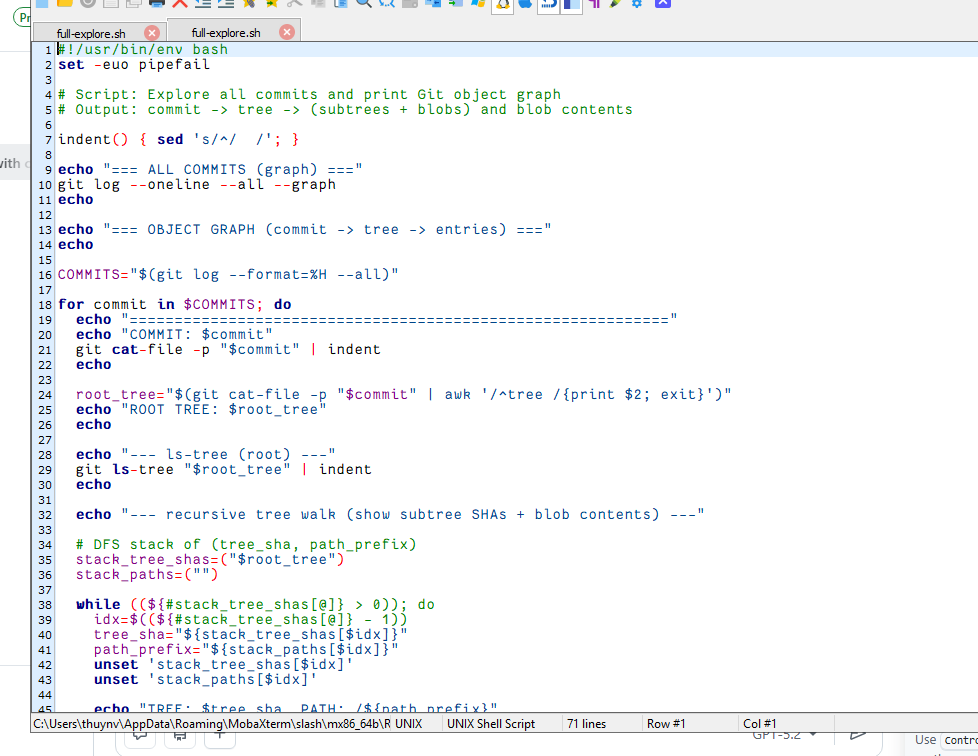 Pr
full-explore.sh
full-explore.sh
1 #!/usr/bin/env bash
2 set -euo pipefail
3
4 # Script: Explore all commits and print Git object graph
5 # Output: commit -> tree -> (subtrees + blobs) and blob contents
6
7 indent() { sed 's/^/  /'; }
8
9 echo "=== ALL COMMITS (graph) ==="
10 git log --oneline --all --graph
11 echo
12
13 echo "=== OBJECT GRAPH (commit -> tree -> entries) ==="
14 echo
15
16 COMMITS="$(git log --format=%H --all)"
17
18 for commit in $COMMITS; do
19   echo "============================================================"
20   echo "COMMIT: $commit"
21   git cat-file -p "$commit" | indent
22   echo
23
24   root_tree="$(git cat-file -p "$commit" | awk '/^tree /{print $2; exit}')"
25   echo "ROOT TREE: $root_tree"
26   echo
27
28   echo "--- ls-tree (root) ---"
29   git ls-tree "$root_tree" | indent
30   echo
31
32   echo "--- recursive tree walk (show subtree SHAs + blob contents) ---"
33
34   # DFS stack of (tree_sha, path_prefix)
35   stack_tree_shas=("$root_tree")
36   stack_paths=("")
37
38   while ((${#stack_tree_shas[@]} > 0)); do
39     idx=$((${#stack_tree_shas[@]} - 1))
40     tree_sha="${stack_tree_shas[$idx]}"
41     path_prefix="${stack_paths[$idx]}"
42     unset 'stack_tree_shas[$idx]'
43     unset 'stack_paths[$idx]'
44
45     echo "TREE: $tree_sha  PATH: /${path_prefix}"
with
C:\Users\thuynv\AppData\Roaming\MobaXterm\slash\mx86_64b\R UNIX UNIX Shell Script 71 lines Row #1 Col #1
GPT-5.2
Use Contro